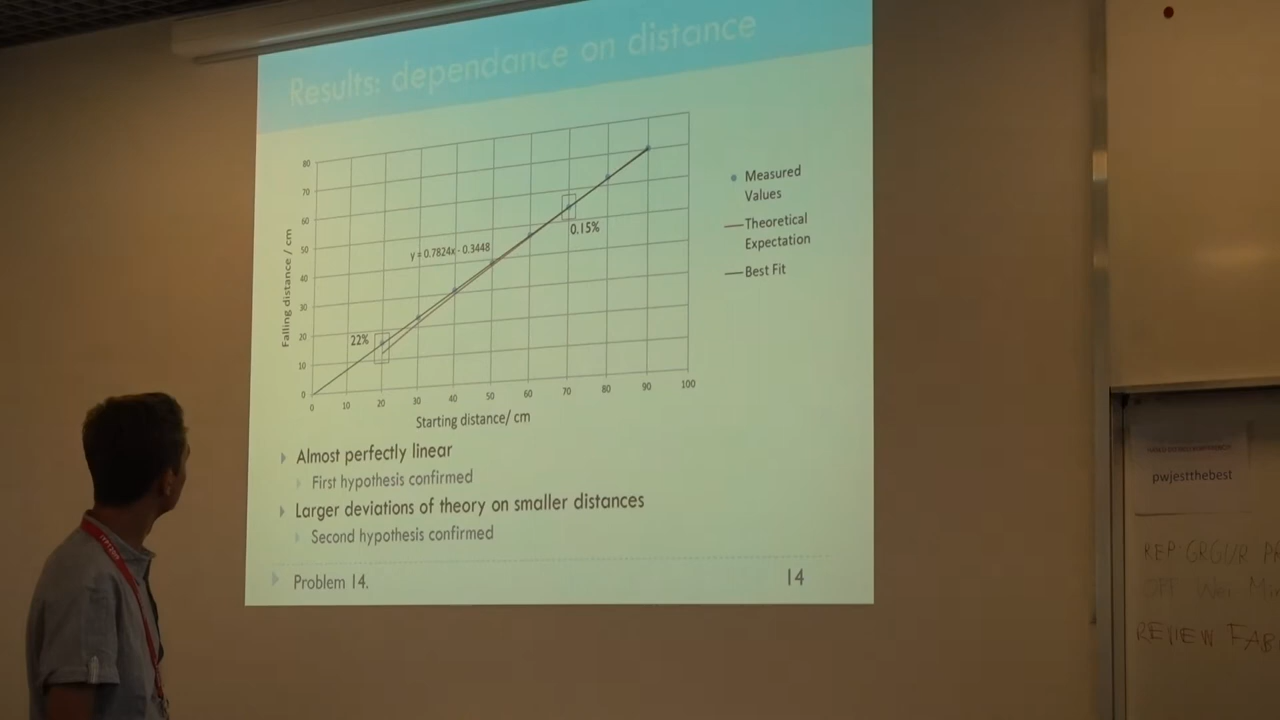 Results: dependance on distance
80
70
60
50
40
30
20
10
0
Falling distance / cm
y = 0.7824x - 0.3448
0.15%
22%
0 10 20 30 40 50 60 70 80 90 100
Starting distance/ cm
Measured
Values
Theoretical
Expectation
Best Fit
Almost perfectly linear
First hypothesis confirmed
Larger deviations of theory on smaller distances
Second hypothesis confirmed
Problem 14.
14
pwjestthebest
REP
REVIEW